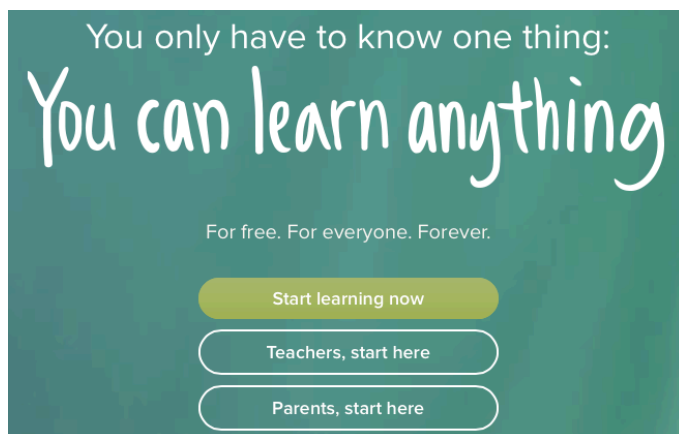 You only have to know one thing:
You can learn anything
For free. For everyone. Forever.
Start learning now
Teachers, start here
Parents, start here